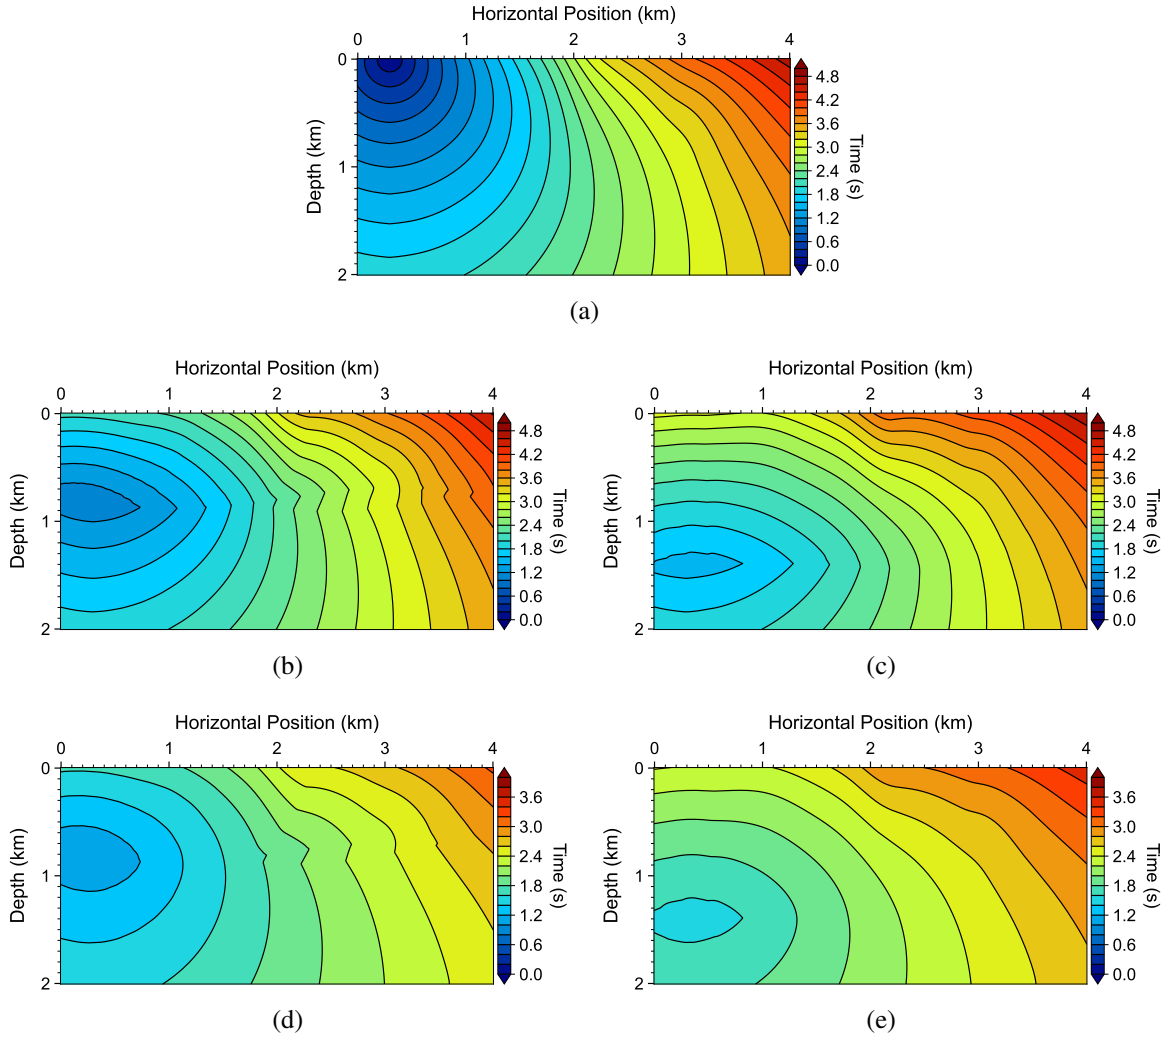 Horizontal Position (km)
0 1 2 3 4
0
1
2
Depth (km)
4.8
4.2
3.6
3.0
2.4
1.8
1.2
0.6
0.0
Time (s)
(a)
Horizontal Position (km)
0 1 2 3 4
0
1
2
Depth (km)
4.8
4.2
3.6
3.0
2.4
1.8
1.2
0.6
0.0
Time (s)
(b)
Horizontal Position (km)
0 1 2 3 4
0
1
2
Depth (km)
4.8
4.2
3.6
3.0
2.4
1.8
1.2
0.6
0.0
Time (s)
(c)
Horizontal Position (km)
0 1 2 3 4
0
1
2
Depth (km)
3.6
3.0
2.4
1.8
1.2
0.6
0.0
Time (s)
(d)
Horizontal Position (km)
0 1 2 3 4
0
1
2
Depth (km)
3.6
3.0
2.4
1.8
1.2
0.6
0.0
Time (s)
(e)